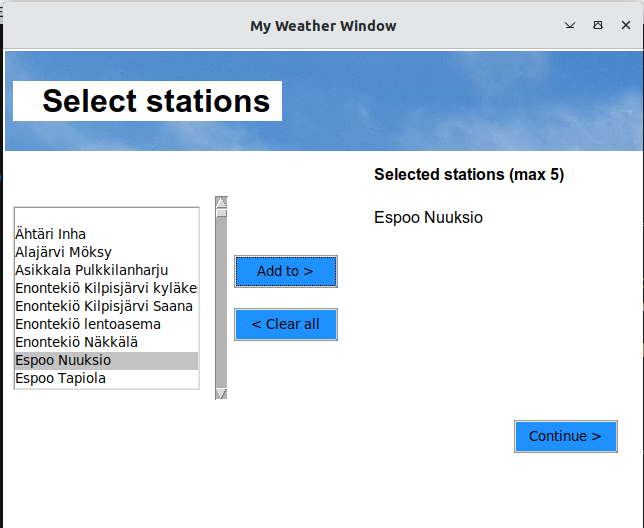 My Weather Window
Select stations
Selected stations (max 5)
Espoo Nuuksio
Ähtäri Inha
Alajärvi Möksy
Asikkala Pulkkilanharju
Enontekiö Kilpisjärvi kyläke
Enontekiö Kilpisjärvi Saana
Enontekiö lentoasema
Enontekiö Näkkälä
Espoo Nuuksio
Espoo Tapiola
Add to >
< Clear all
Continue >